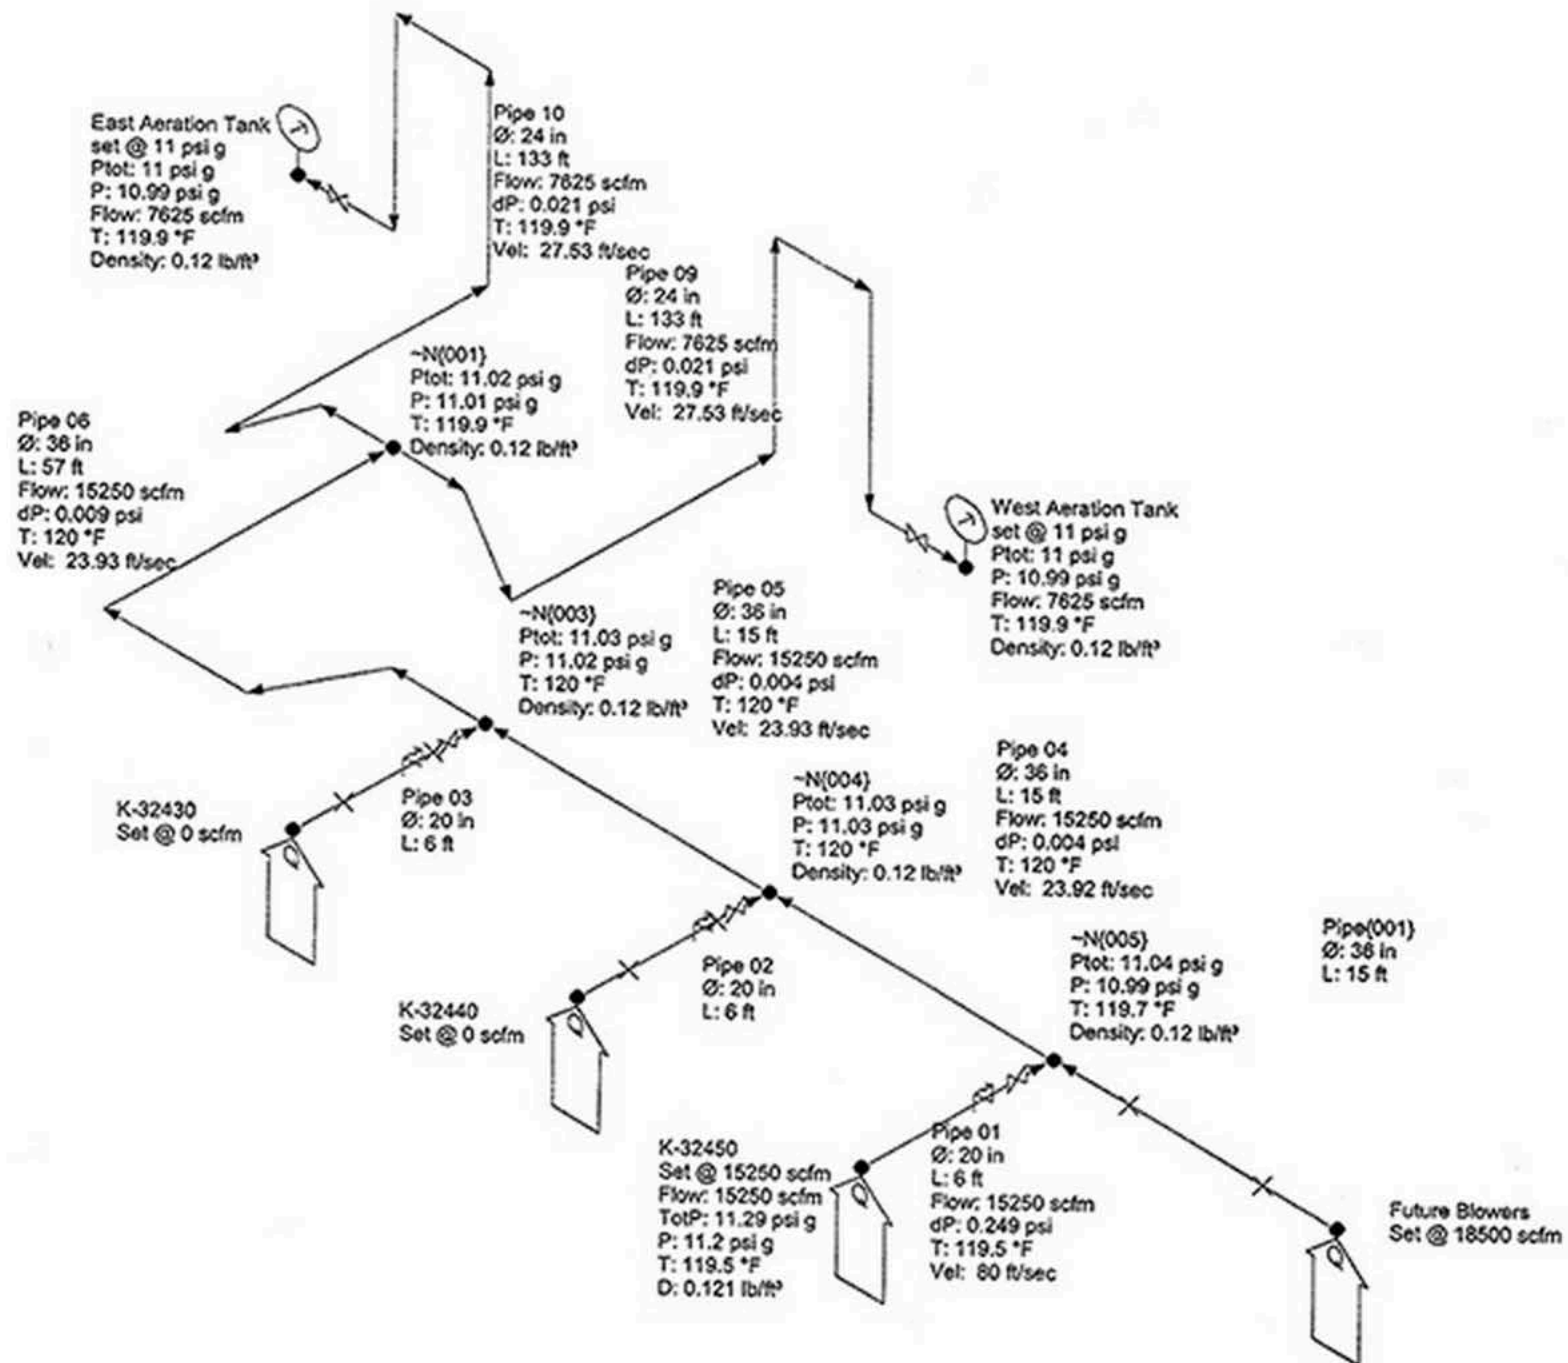 East Aeration Tank
set @ 11 psi g
Ptot: 11 psi g
P: 10.99 psi g
Flow: 7625 scfm
T: 119.9 °F
Density: 0.12 lb/ft³
Pipe 10
Ø: 24 in
L: 133 ft
Flow: 7625 scfm
dP: 0.021 psi
T: 119.9 °F
Vel: 27.53 ft/sec
Pipe 09
Ø: 24 in
L: 133 ft
Flow: 7625 scfm
dP: 0.021 psi
T: 119.9 °F
Vel: 27.53 ft/sec
~N{001}
Ptot: 11.02 psi g
P: 11.01 psi g
T: 119.9 °F
Density: 0.12 lb/ft³
Pipe 06
Ø: 36 in
L: 57 ft
Flow: 15250 scfm
dP: 0.009 psi
T: 120 °F
Vel: 23.93 ft/sec
West Aeration Tank
set @ 11 psi g
Ptot: 11 psi g
P: 10.99 psi g
Flow: 7625 scfm
T: 119.9 °F
Density: 0.12 lb/ft³
~N{003}
Ptot: 11.03 psi g
P: 11.02 psi g
T: 120 °F
Density: 0.12 lb/ft³
Pipe 05
Ø: 36 in
L: 15 ft
Flow: 15250 scfm
dP: 0.004 psi
T: 120 °F
Vel: 23.93 ft/sec
K-32430
Set @ 0 scfm
Pipe 03
Ø: 20 in
L: 6 ft
~N{004}
Ptot: 11.03 psi g
P: 11.03 psi g
T: 120 °F
Density: 0.12 lb/ft³
Pipe 04
Ø: 36 in
L: 15 ft
Flow: 15250 scfm
dP: 0.004 psi
T: 120 °F
Vel: 23.92 ft/sec
K-32440
Set @ 0 scfm
Pipe 02
Ø: 20 in
L: 6 ft
~N{005}
Ptot: 11.04 psi g
P: 10.99 psi g
T: 119.7 °F
Density: 0.12 lb/ft³
Pipe{001}
Ø: 36 in
L: 15 ft
K-32450
Set @ 15250 scfm
Flow: 15250 scfm
TotP: 11.29 psi g
P: 11.2 psi g
T: 119.5 °F
D: 0.121 lb/ft³
Pipe 01
Ø: 20 in
L: 6 ft
Flow: 15250 scfm
dP: 0.249 psi
T: 119.5 °F
Vel: 80 ft/sec
Future Blowers
Set @ 18500 scfm